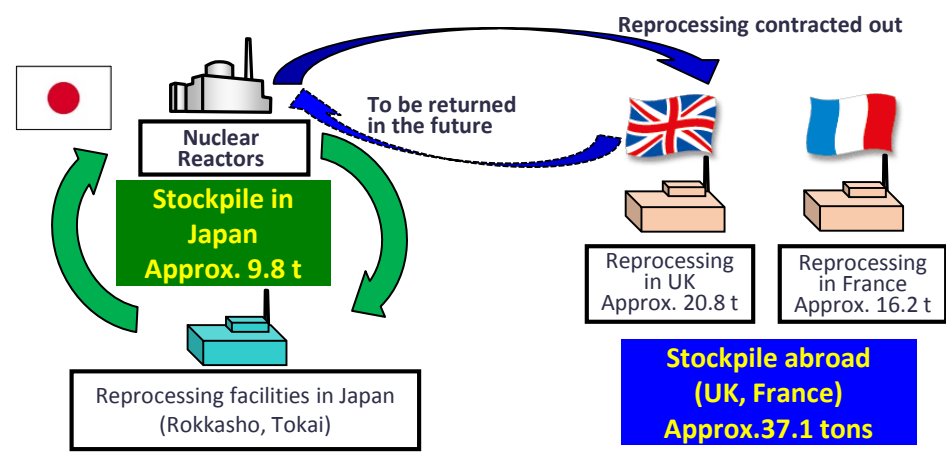 Reprocessing contracted out
To be returned
in the future
Nuclear
Reactors
Stockpile in
Japan
Approx. 9.8 t
Reprocessing
in UK
Approx. 20.8 t
Reprocessing
in France
Approx. 16.2 t
Stockpile abroad
(UK, France)
Approx.37.1 tons
Reprocessing facilities in Japan
(Rokkasho, Tokai)